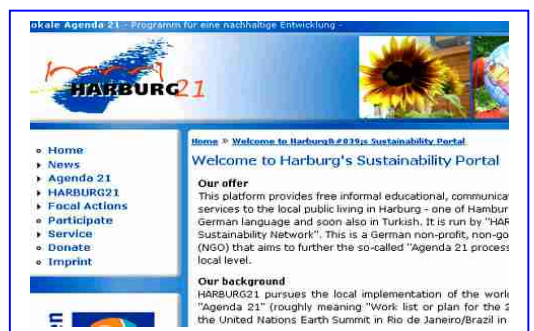 okale Agenda 21 - Programm für eine nachhaltige Entwicklung -
HARBURG21
Home
News
Agenda 21
HARBURG21
Focal Actions
Participate
Service
Donate
Imprint
Home » Welcome to Harburg&#039;s Sustainability Portal
Welcome to Harburg's Sustainability Portal
Our offer
This platform provides free informal educational, communica
services to the local public living in Harburg - one of Hambur
German language and soon also in Turkish. It is run by "HAR
Sustainability Network". This is a German non-profit, non-go
(NGO) that aims to further the so-called "Agenda 21 process
local level.
Our background
HARBURG21 pursues the local implementation of the worl
"Agenda 21" (roughly meaning "Work list or plan for the 2
the United Nations Earth Summit in Rio de Janeiro/Brazil in